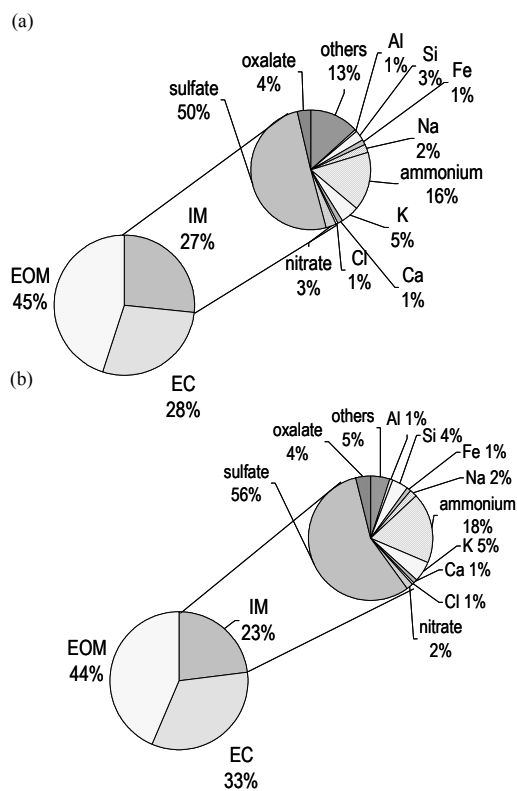 (a)
oxalate
4%
others
13%
Al
1%
Si
3%
Fe
1%
sulfate
50%
Na
2%
ammonium
16%
K
5%
Ca
1%
Cl
1%
nitrate
3%
IM
27%
EOM
45%
EC
28%
(b)
oxalate
4%
others
5%
Al 1%
Si 4%
Fe 1%
Na 2%
sulfate
56%
ammonium
18%
K 5%
Ca 1%
Cl 1%
nitrate
2%
IM
23%
EOM
44%
EC
33%